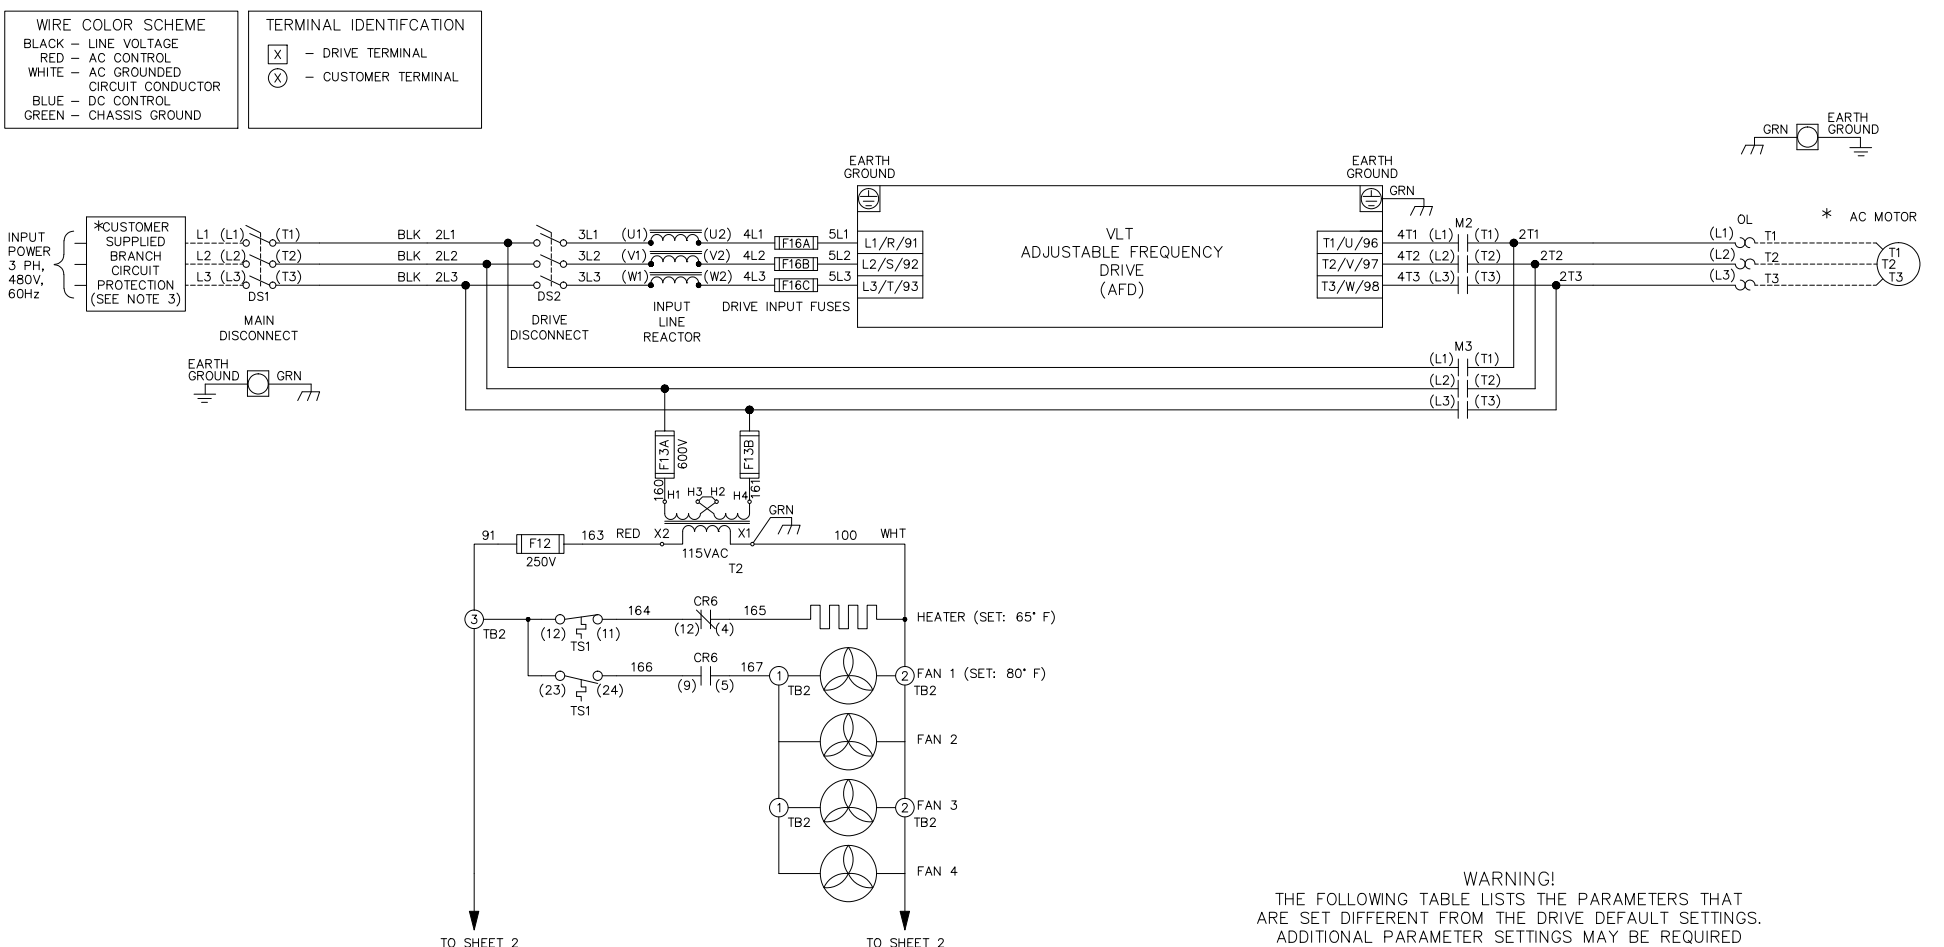 WIRE COLOR SCHEME
BLACK – LINE VOLTAGE
RED – AC CONTROL
WHITE – AC GROUNDED
CIRCUIT CONDUCTOR
BLUE – DC CONTROL
GREEN – CHASSIS GROUND
TERMINAL IDENTIFCATION
X – DRIVE TERMINAL
X – CUSTOMER TERMINAL
GRN
EARTH
GROUND
EARTH
GROUND
EARTH
GROUND
GRN
INPUT
POWER
3 PH,
480V,
60Hz
*CUSTOMER
SUPPLIED
BRANCH
CIRCUIT
PROTECTION
(SEE NOTE 3)
L1 (L1) (T1) BLK 2L1 3L1 (U1) (U2) 4L1 F16A 5L1 L1/R/91
L2 (L2) (T2) BLK 2L2 3L2 (V1) (V2) 4L2 F16B 5L2 L2/S/92
L3 (L3) (T3) BLK 2L3 3L3 (W1) (W2) 4L3 F16C 5L3 L3/T/93
DS1
MAIN
DISCONNECT
DS2
DRIVE
DISCONNECT
INPUT
LINE
REACTOR
DRIVE INPUT FUSES
VLT
ADJUSTABLE FREQUENCY
DRIVE
(AFD)
M2
OL
* AC MOTOR
T1/U/96 4T1 (L1) (T1) 2T1 (L1) T1
T2/V/97 4T2 (L2) (T2) 2T2 (L2) T2
T3/W/98 4T3 (L3) (T3) 2T3 (L3) T3
T1
T2
T3
M3
(L1) (T1)
(L2) (T2)
(L3) (T3)
EARTH
GROUND
GRN
F13A
600V
F13B
160
161
H1 H3 H2 H4
GRN
91 F12 163 RED X2 X1 100 WHT
250V
115VAC
T2
3
TB2
(12) (11)
TS1
164
CR6
(12) (4)
165
HEATER (SET: 65° F)
(23) (24)
TS1
166
CR6
(9) (5)
167
1
TB2
2
TB2
FAN 1 (SET: 80° F)
FAN 2
1
TB2
2
TB2
FAN 3
FAN 4
TO SHEET 2
TO SHEET 2
WARNING!
THE FOLLOWING TABLE LISTS THE PARAMETERS THAT
ARE SET DIFFERENT FROM THE DRIVE DEFAULT SETTINGS.
ADDITIONAL PARAMETER SETTINGS MAY BE REQUIRED